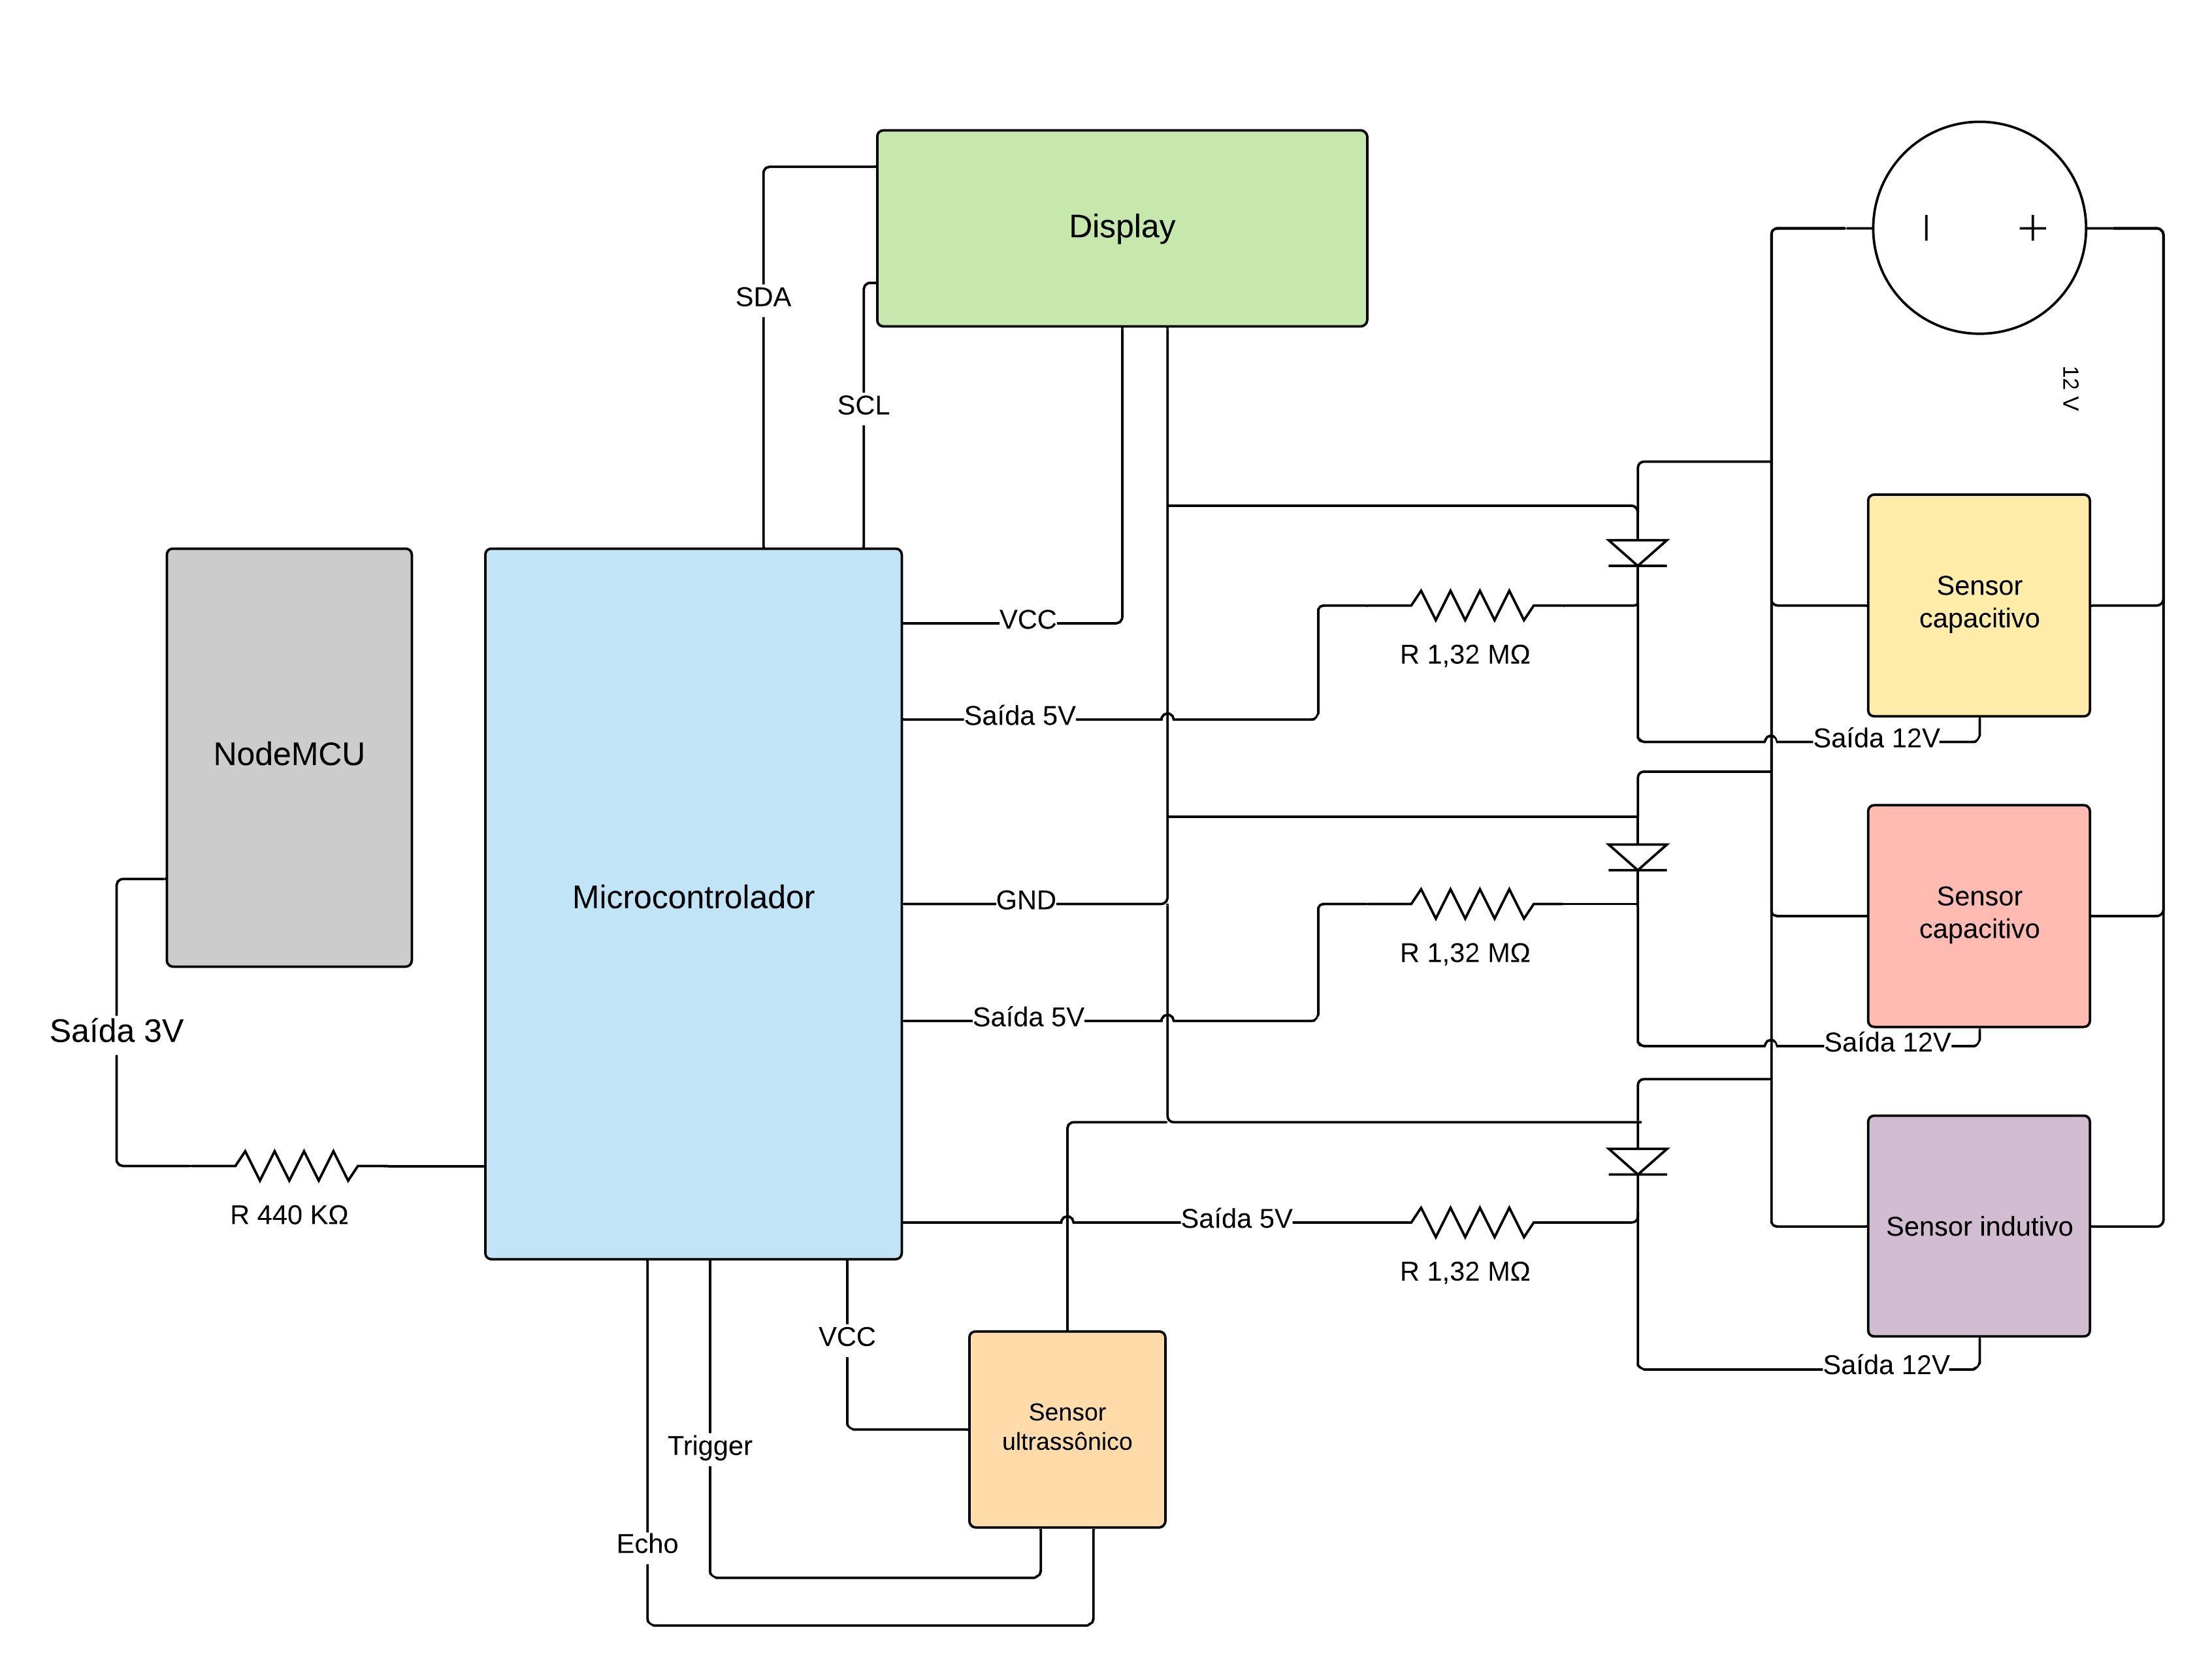 Display
SDA
12 V
SCL
Sensor
capacitivo
VCC
R 1,32 MΩ
Saída 5V
Saída 12V
NodeMCU
Microcontrolador
GND
Sensor
capacitivo
R 1,32 MΩ
Saída 5V
Saída 3V
Saída 12V
R 440 KΩ
Saída 5V
Sensor indutivo
R 1,32 MΩ
VCC
Saída 12V
Sensor
ultrassônico
Trigger
Echo